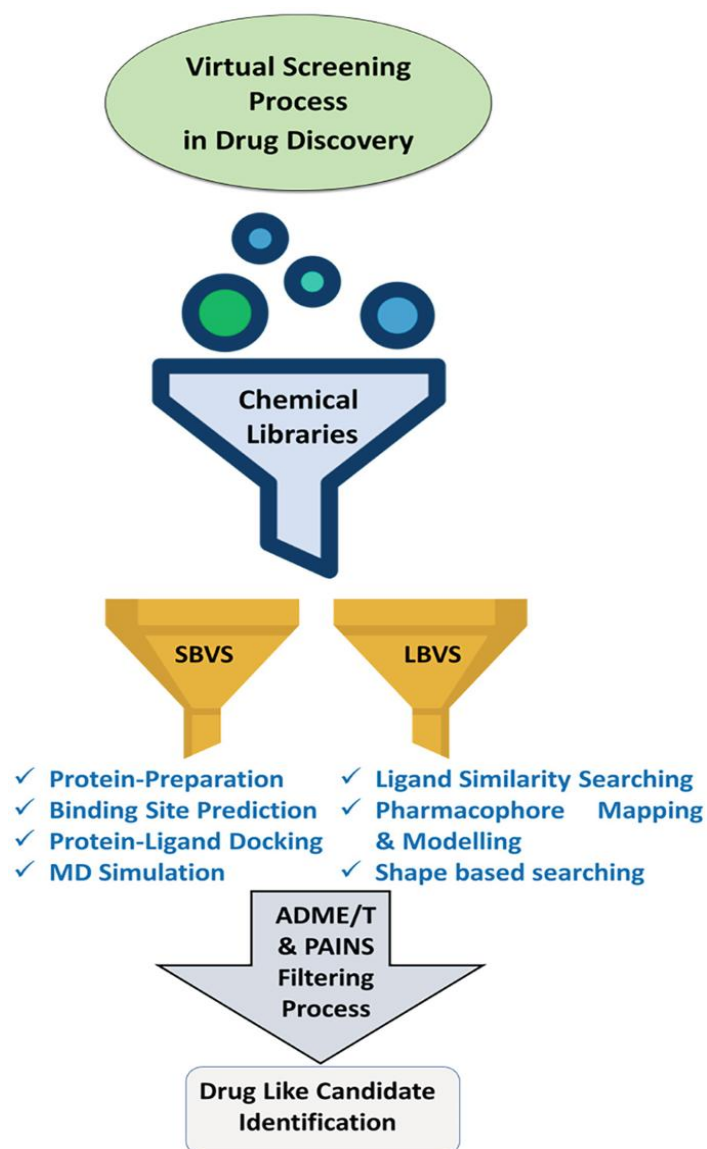 Virtual Screening
Process
in Drug Discovery
Chemical
Libraries
SBVS
LBVS
✓ Protein-Preparation
✓ Binding Site Prediction
✓ Protein-Ligand Docking
✓ MD Simulation
✓ Ligand Similarity Searching
✓ Pharmacophore Mapping
& Modelling
✓ Shape based searching
ADME/T
& PAINS
Filtering
Process
Drug Like Candidate
Identification